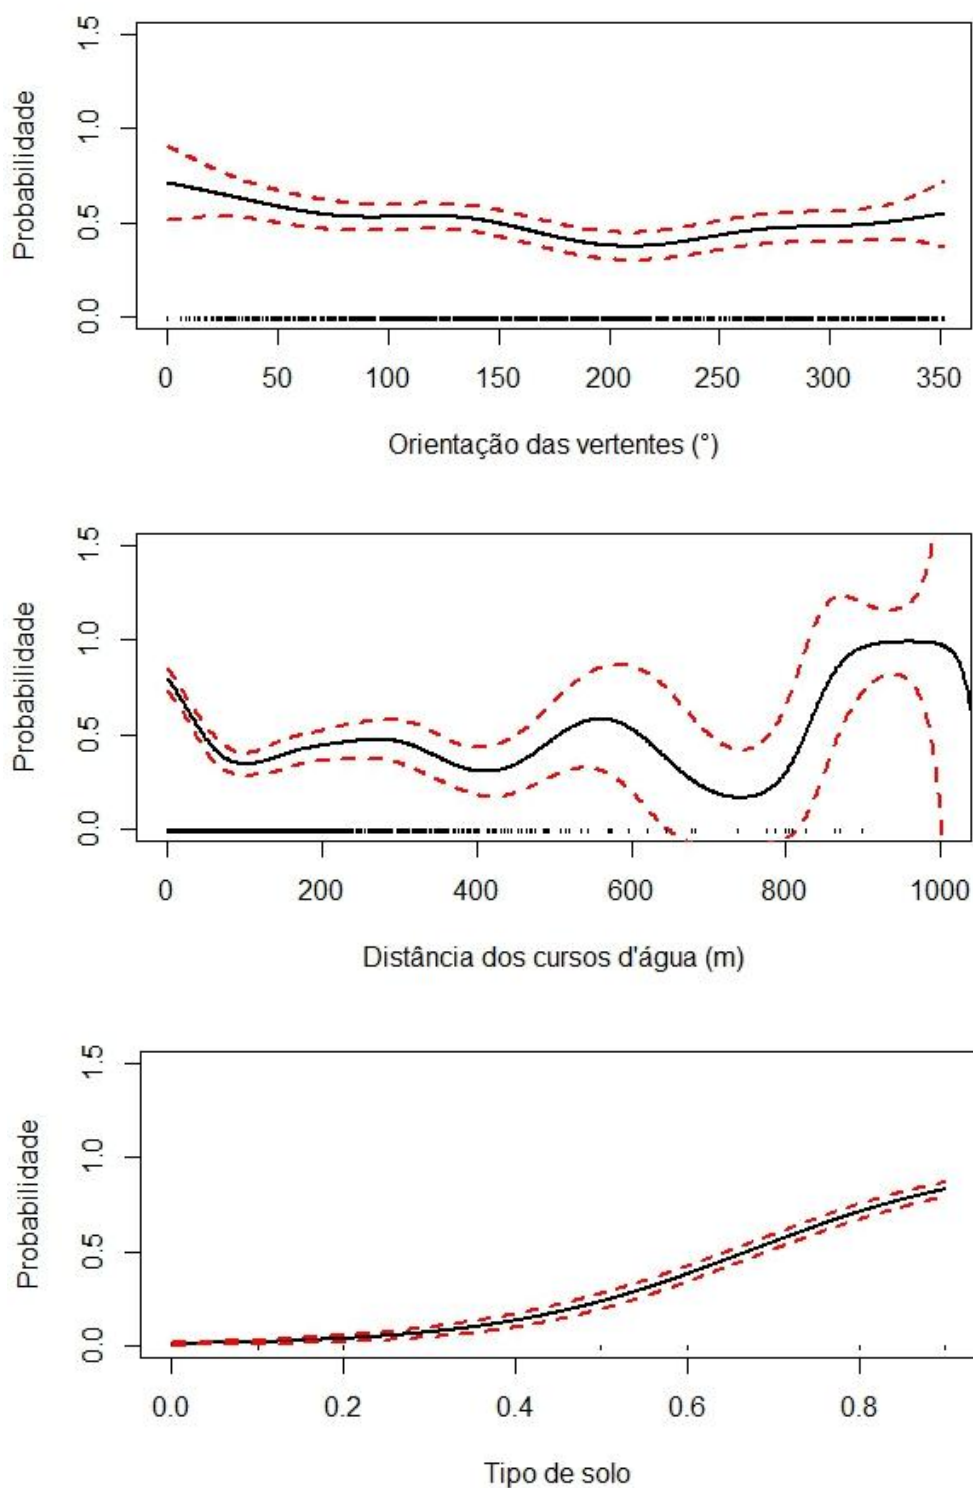 Probabilidade
1.5
1.0
0.5
0.0
0 50 100 150 200 250 300 350
Orientação das vertentes (°)
Probabilidade
1.5
1.0
0.5
0.0
0 200 400 600 800 1000
Distância dos cursos d'água (m)
Probabilidade
1.5
1.0
0.5
0.0
0.0 0.2 0.4 0.6 0.8
Tipo de solo